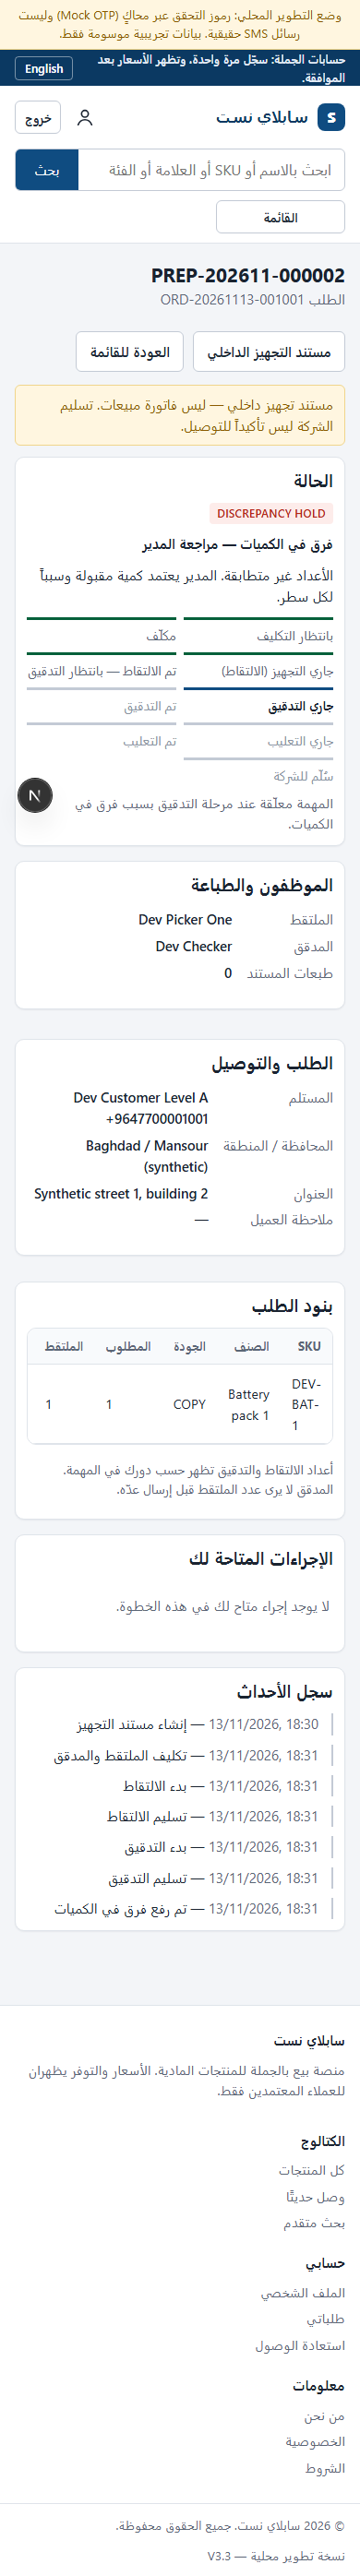 وضع التطوير المحلي: رموز التحقق عبر محاكٍ (Mock OTP) وليست
رسائل SMS حقيقية. بيانات تجريبية موسومة فقط.
حسابات الجملة: سجّل مرة واحدة، وتظهر الأسعار بعد
الموافقة.
English
S
سابلاي نست
خروج
ابحث بالاسم أو SKU أو العلامة أو الفئة
بحث
القائمة
PREP-202611-000002
الطلب ORD-20261113-001001
مستند التجهيز الداخلي
العودة للقائمة
مستند تجهيز داخلي — ليس فاتورة مبيعات. تسليم
الشركة ليس تأكيداً للتوصيل.
الحالة
DISCREPANCY HOLD
فرق في الكميات — مراجعة المدير
الأعداد غير متطابقة. المدير يعتمد كمية مقبولة وسبباً
لكل سطر.
بانتظار التكليف
مكلّف
جاري التجهيز (الالتقاط)
تم الالتقاط — بانتظار التدقيق
جاري التدقيق
تم التدقيق
جاري التعليب
تم التعليب
سُلّم للشركة
المهمة معلّقة عند مرحلة التدقيق بسبب فرق في
الكميات.
N
الموظفون والطباعة
الملتقط
Dev Picker One
المدقق
Dev Checker
طبعات المستند
0
الطلب والتوصيل
المستلم
Dev Customer Level A
+9647700001001
المحافظة / المنطقة
Baghdad / Mansour
(synthetic)
العنوان
Synthetic street 1, building 2
ملاحظة العميل
—
بنود الطلب
SKU الصنف الجودة المطلوب الملتقط
DEV-
BAT-
1
Battery
pack 1
COPY
1
1
أعداد الالتقاط والتدقيق تظهر حسب دورك في المهمة.
المدقق لا يرى عدد الملتقط قبل إرسال عدّه.
الإجراءات المتاحة لك
لا يوجد إجراء متاح لك في هذه الخطوة.
سجل الأحداث
13/11/2026, 18:30 — إنشاء مستند التجهيز
13/11/2026, 18:31 — تكليف الملتقط والمدقق
13/11/2026, 18:31 — بدء الالتقاط
13/11/2026, 18:31 — تسليم الالتقاط
13/11/2026, 18:31 — بدء التدقيق
13/11/2026, 18:31 — تسليم التدقيق
13/11/2026, 18:31 — تم رفع فرق في الكميات
سابلاي نست
منصة بيع بالجملة للمنتجات المادية. الأسعار والتوفر يظهران
للعملاء المعتمدين فقط.
الكتالوج
كل المنتجات
وصل حديثًا
بحث متقدم
حسابي
الملف الشخصي
طلباتي
استعادة الوصول
معلومات
من نحن
الخصوصية
الشروط
© 2026 سابلاي نست. جميع الحقوق محفوظة.
نسخة تطوير محلية — V3.3